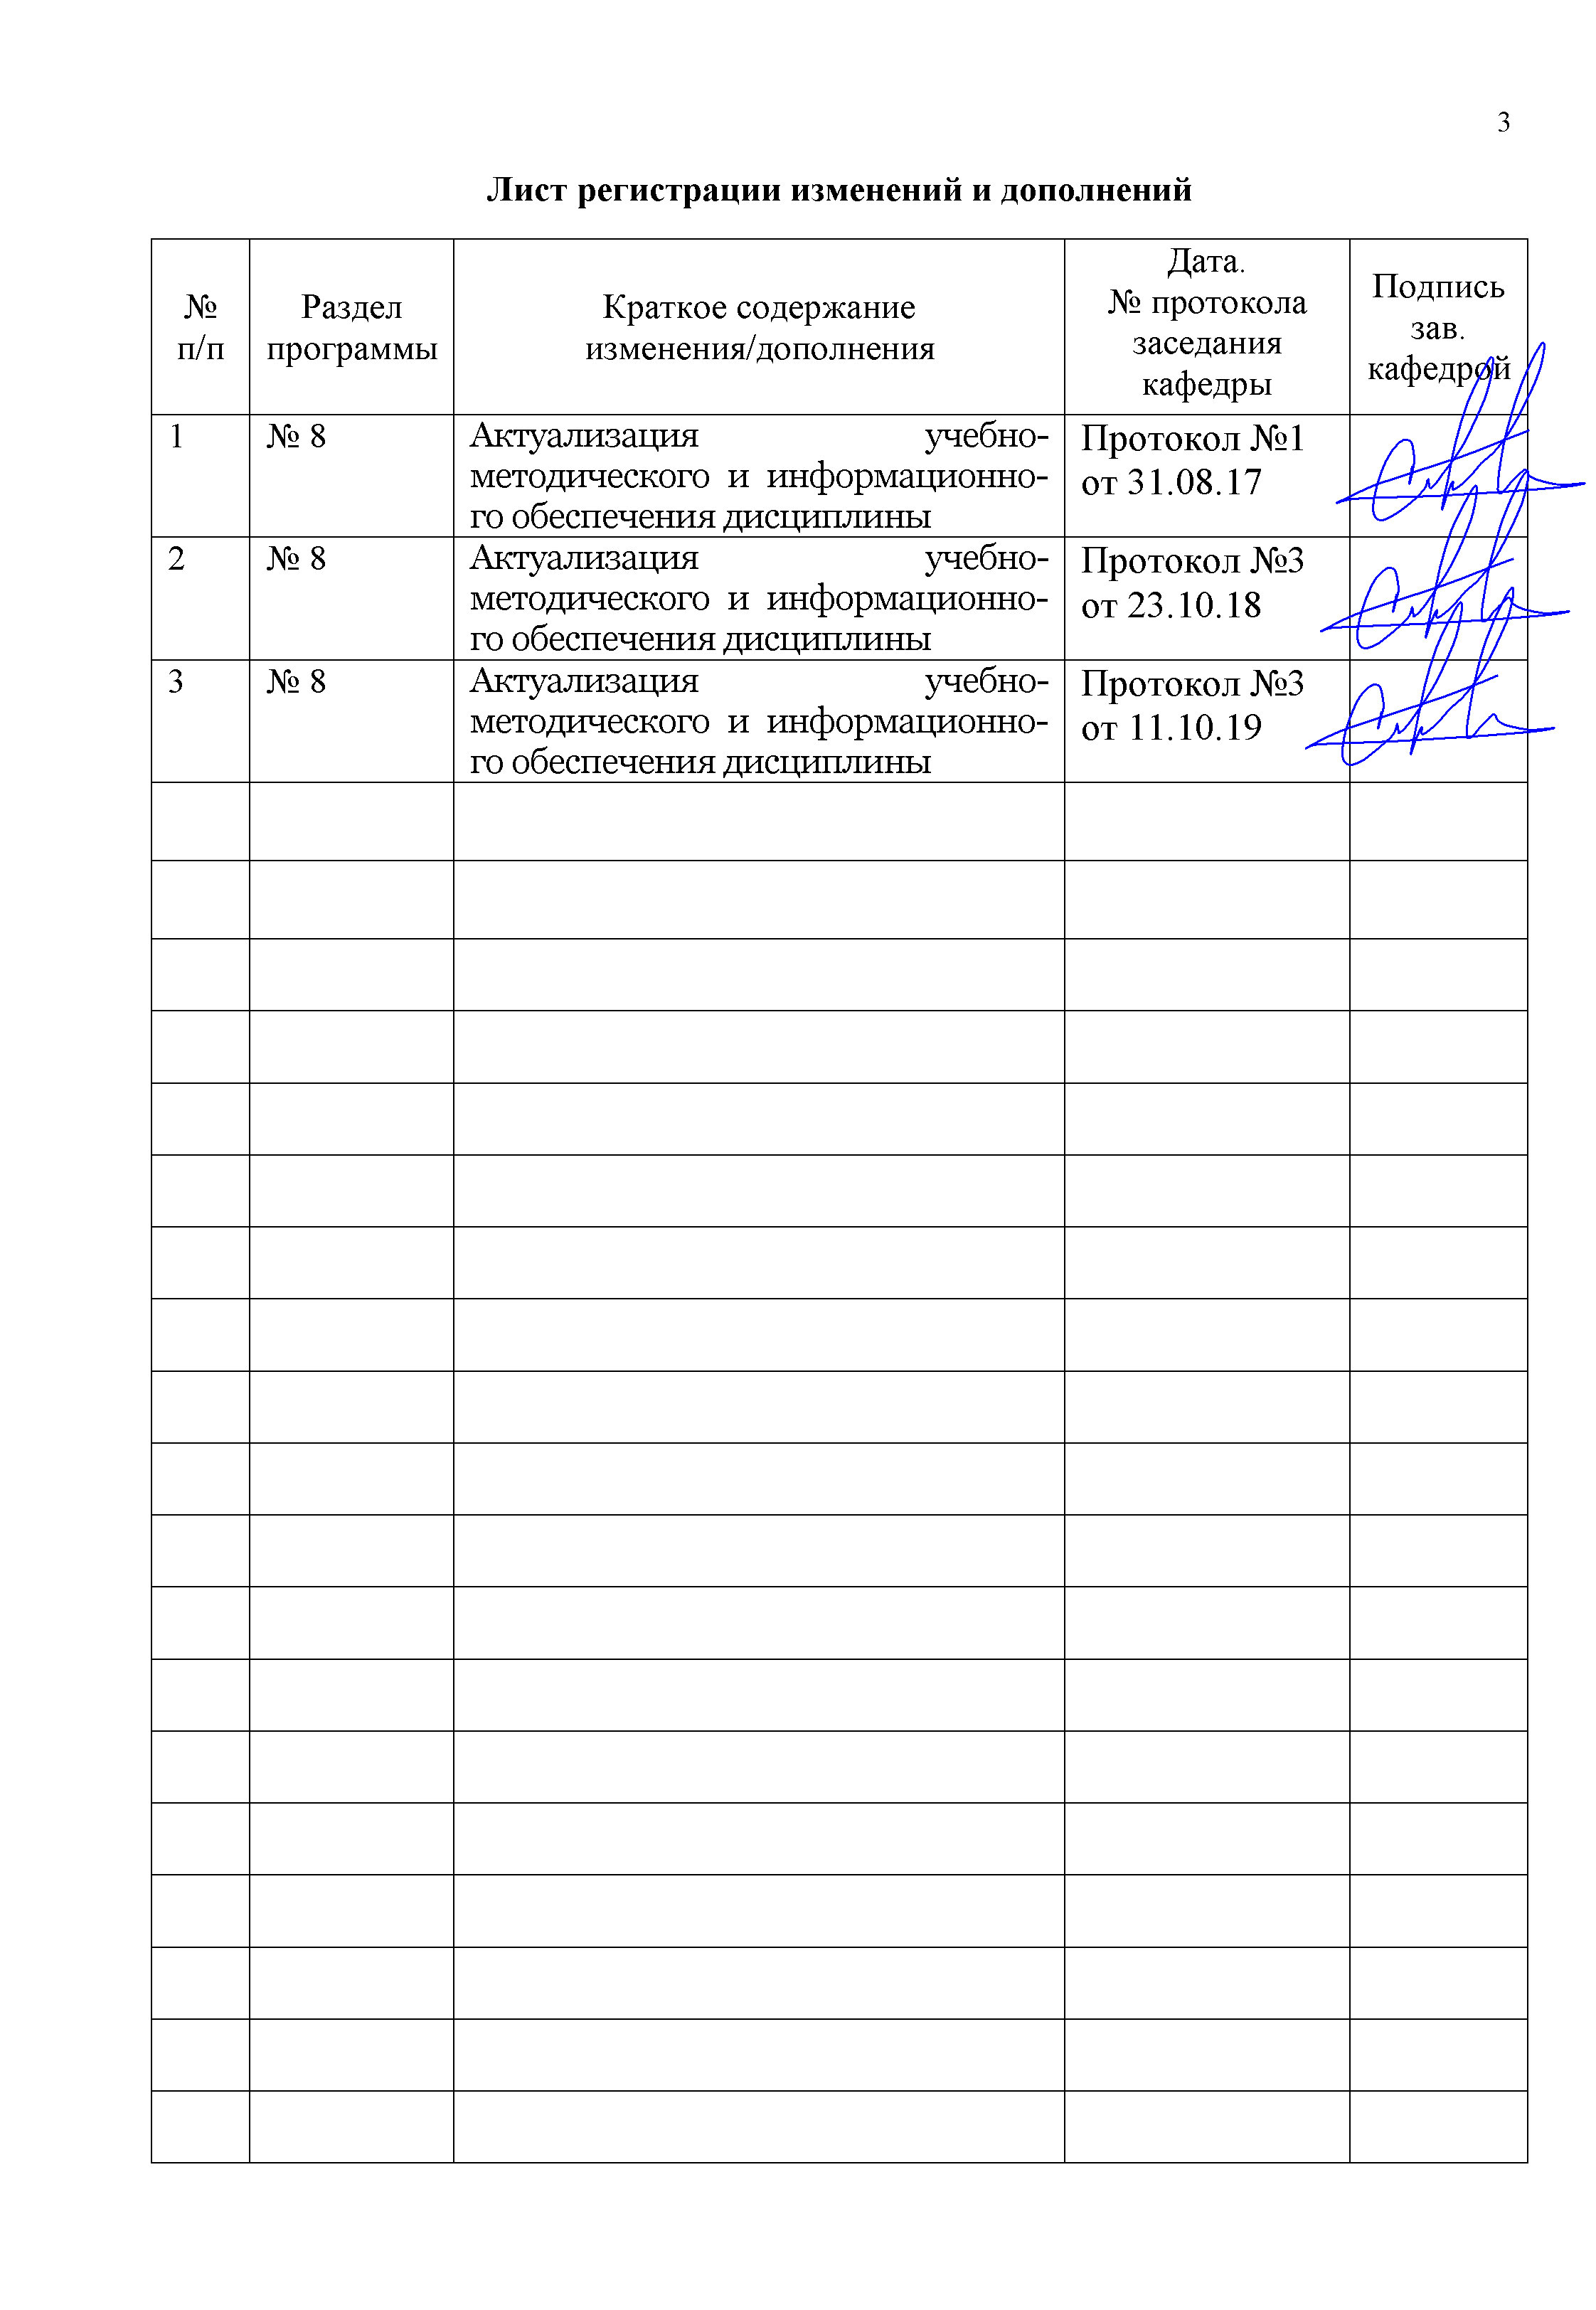 3
Лист регистрации изменений и дополнений
№
п/п
Раздел
программы
Краткое содержание
изменения/дополнения
Дата.
№ протокола
заседания
кафедры
Подпись
зав.
кафедрой
1
№ 8
Актуализация учебно-
методического и информационно-
го обеспечения дисциплины
Протокол №1
от 31.08.17
2
№ 8
Актуализация учебно-
методического и информационно-
го обеспечения дисциплины
Протокол №3
от 23.10.18
3
№ 8
Актуализация учебно-
методического и информационно-
го обеспечения дисциплины
Протокол №3
от 11.10.19